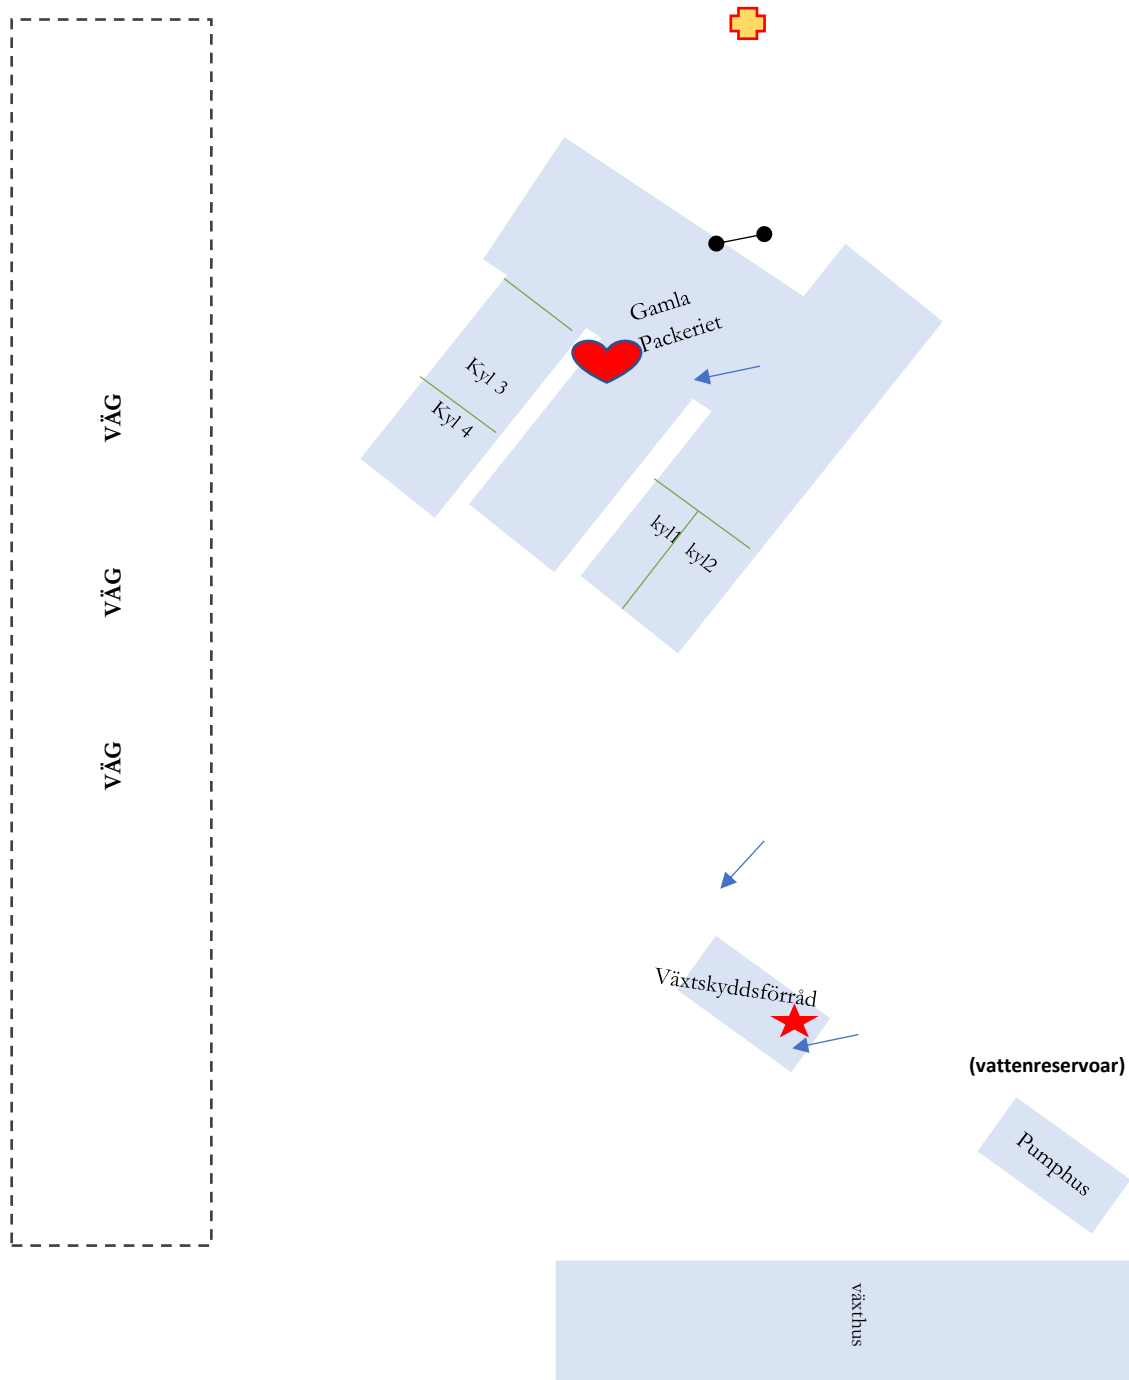 Gamla
Packeriet
Kyl 3
Kyl 4
VÄG
kyl1
kyl2
VÄG
VÄG
Växtskyddsförråd
(vattenreservoar)
Pumphus
växthus